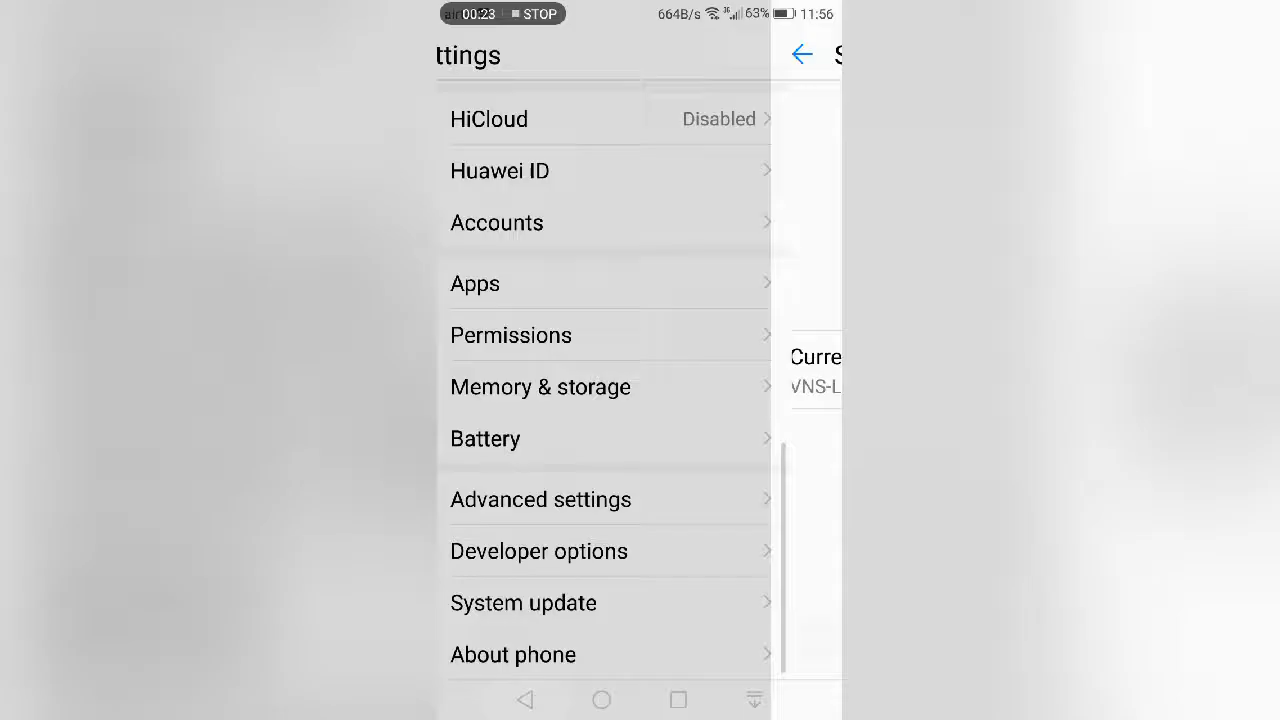 00:23 STOP 664B/s 63% 11:56
ttings
HiCloud Disabled
Huawei ID
Accounts
Apps
Permissions
Memory & storage
Battery
Advanced settings
Developer options
System update
About phone
S
Curre
VNS-L